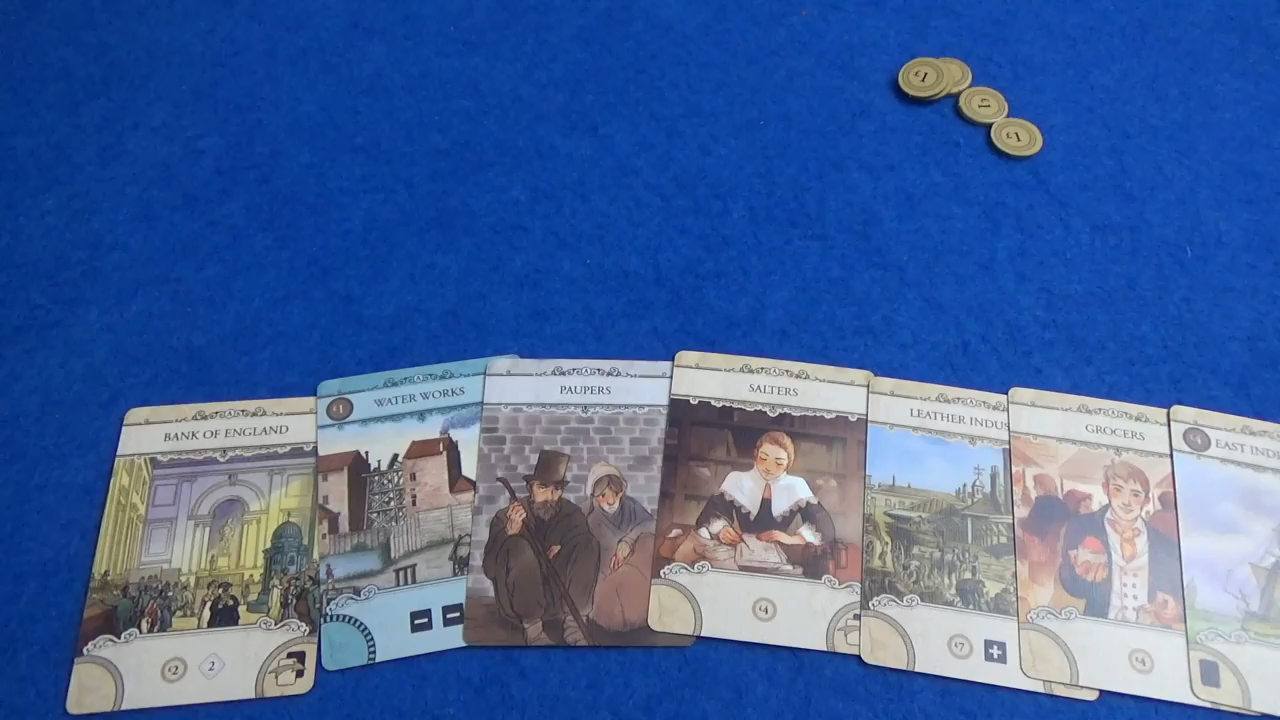 £1
£1
£1
A
BANK OF ENGLAND
£2
2
A
£1
WATER WORKS
A
PAUPERS
A
SALTERS
£4
A
LEATHER INDUS
£7
A
GROCERS
£4
£4
EAST INDI